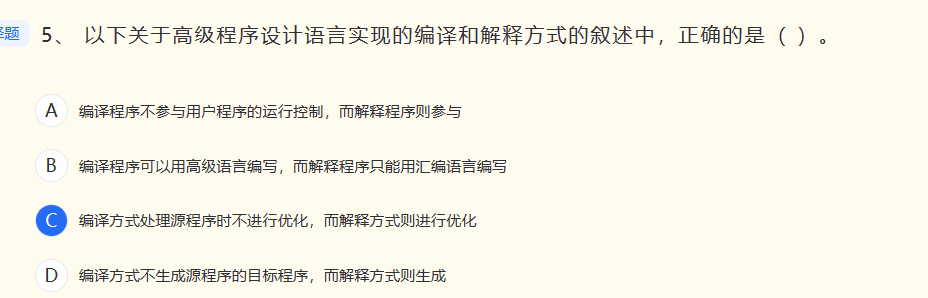 择题 5、 以下关于高级程序设计语言实现的编译和解释方式的叙述中，正确的是（ ）。
A 编译程序不参与用户程序的运行控制，而解释程序则参与
B 编译程序可以用高级语言编写，而解释程序只能用汇编语言编写
C 编译方式处理源程序时不进行优化，而解释方式则进行优化
D 编译方式不生成源程序的目标程序，而解释方式则生成